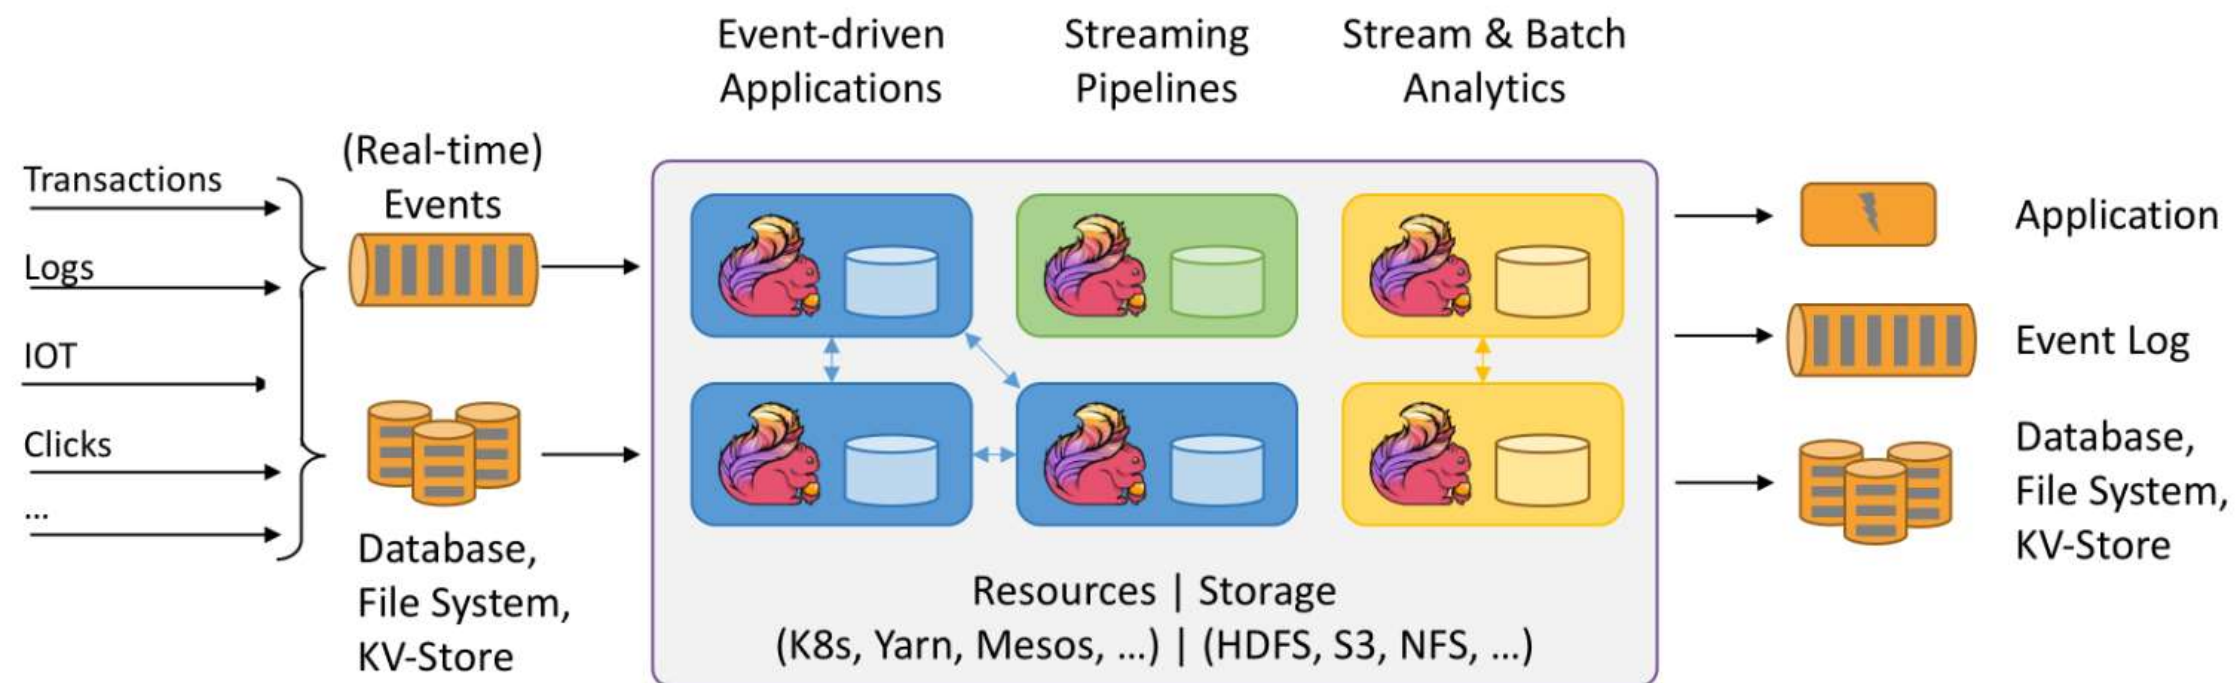 Event-driven
Applications
Streaming
Pipelines
Stream & Batch
Analytics
Transactions
Logs
IOT
Clicks
...
(Real-time)
Events
Database,
File System,
KV-Store
Resources | Storage
(K8s, Yarn, Mesos, ...) | (HDFS, S3, NFS, ...)
Application
Event Log
Database,
File System,
KV-Store